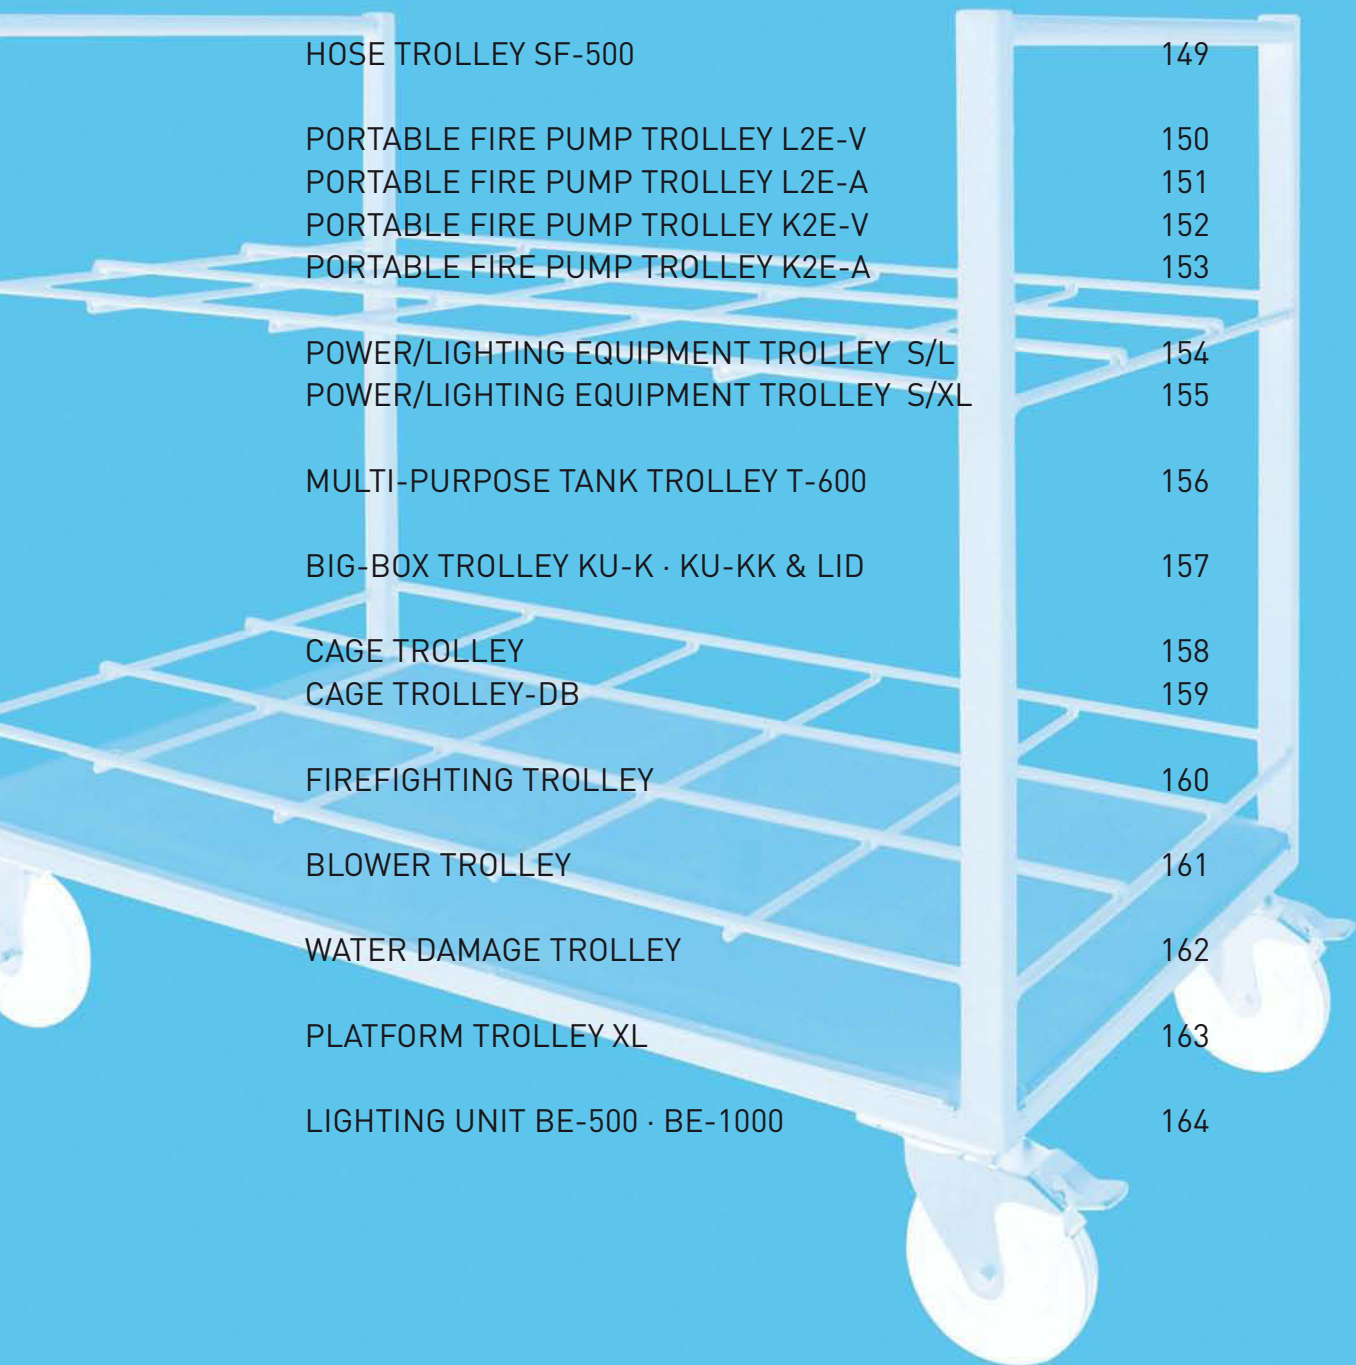 HOSE TROLLEY SF-500 149
PORTABLE FIRE PUMP TROLLEY L2E-V 150
PORTABLE FIRE PUMP TROLLEY L2E-A 151
PORTABLE FIRE PUMP TROLLEY K2E-V 152
PORTABLE FIRE PUMP TROLLEY K2E-A 153
POWER/LIGHTING EQUIPMENT TROLLEY S/L 154
POWER/LIGHTING EQUIPMENT TROLLEY S/XL 155
MULTI-PURPOSE TANK TROLLEY T-600 156
BIG-BOX TROLLEY KU-K · KU-KK & LID 157
CAGE TROLLEY 158
CAGE TROLLEY-DB 159
FIREFIGHTING TROLLEY 160
BLOWER TROLLEY 161
WATER DAMAGE TROLLEY 162
PLATFORM TROLLEY XL 163
LIGHTING UNIT BE-500 · BE-1000 164